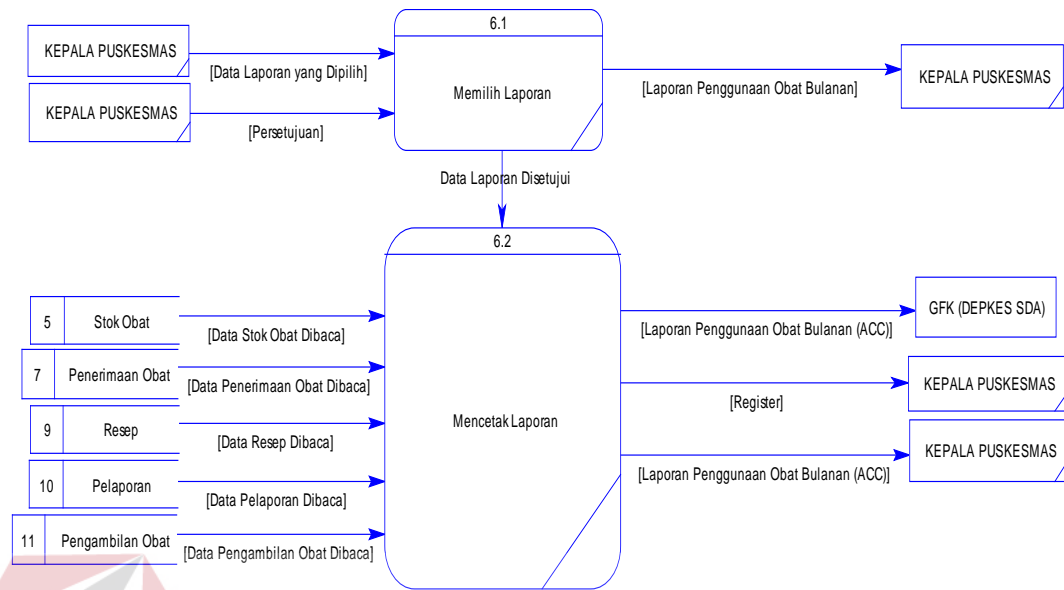 6.1
KEPALA PUSKESMAS
[Data Laporan yang Dipilih]
KEPALA PUSKESMAS
[Persetujuan]
Memilih Laporan
[Laporan Penggunaan Obat Bulanan]
KEPALA PUSKESMAS
Data Laporan Disetujui
6.2
5 Stok Obat
[Data Stok Obat Dibaca]
7 Penerimaan Obat
[Data Penerimaan Obat Dibaca]
9 Resep
[Data Resep Dibaca]
10 Pelaporan
[Data Pelaporan Dibaca]
11 Pengambilan Obat
[Data Pengambilan Obat Dibaca]
Mencetak Laporan
[Laporan Penggunaan Obat Bulanan (ACC)]
GFK (DEPKES SDA)
[Register]
KEPALA PUSKESMAS
[Laporan Penggunaan Obat Bulanan (ACC)]
KEPALA PUSKESMAS